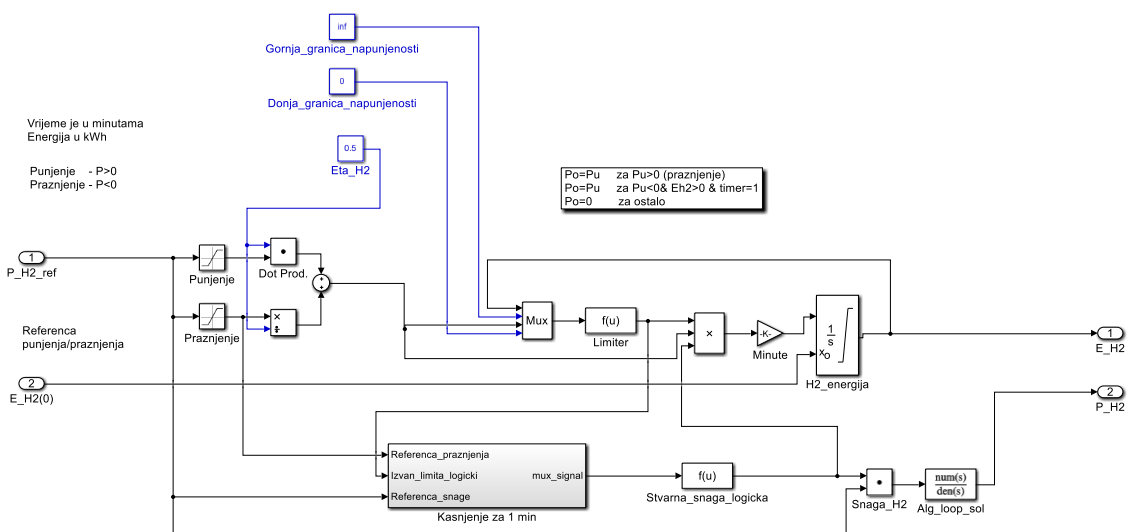 inf
Gornja_granica_napunjenosti
0
Donja_granica_napunjenosti
Vrijeme je u minutama
Energija u kWh
Punjenje - P>0
Praznjenje - P<0
0.5
Eta_H2
Po=Pu za Pu>0 (praznjenje)
Po=Pu za Pu<0& Eh2>0 & timer=1
Po=0 za ostalo
1
P_H2_ref
Punjenje
Dot Prod.
+
+
Praznjenje
×
÷
Referenca
punjenja/praznjenja
Mux
f(u)
Limiter
×
-K-
Minute
1
s
xo
H2_energija
1
E_H2
2
E_H2(0)
2
P_H2
Referenca_praznjenja
Izvan_limita_logicki
Referenca_snage
mux_signal
Kasnjenje za 1 min
f(u)
Stvarna_snaga_logicka
Snaga_H2
num(s)
den(s)
Alg_loop_sol